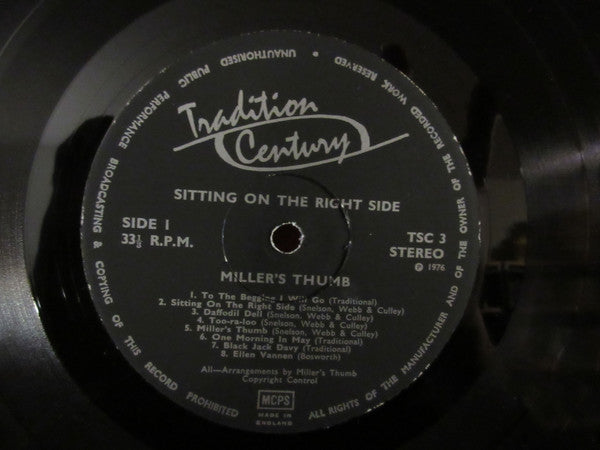 Tradition
Century
SITTING ON THE RIGHT SIDE
SIDE 1
33⅓ R.P.M.
TSC 3
STEREO
Ⓟ 1976
MILLER'S THUMB
1. To The Begging I Will Go (Traditional)
2. Sitting On The Right Side (Snelson, Webb & Culley)
3. Daffodil Dell (Snelson, Webb & Culley)
4. Too-ra-loo (Snelson, Webb & Culley)
5. Miller's Thumb (Snelson, Webb & Culley)
6. One Morning In May (Traditional)
7. Black Jack Davy (Traditional)
8. Ellen Vannen (Bosworth)
All—Arrangements by Miller's Thumb
Copyright Control
MCPS
MADE IN
ENGLAND
ALL RIGHTS OF THE MANUFACTURER AND OF THE OWNER OF THE RECORDED WORK RESERVED
UNAUTHORISED PUBLIC PERFORMANCE BROADCASTING & COPYING OF THIS RECORD PROHIBITED